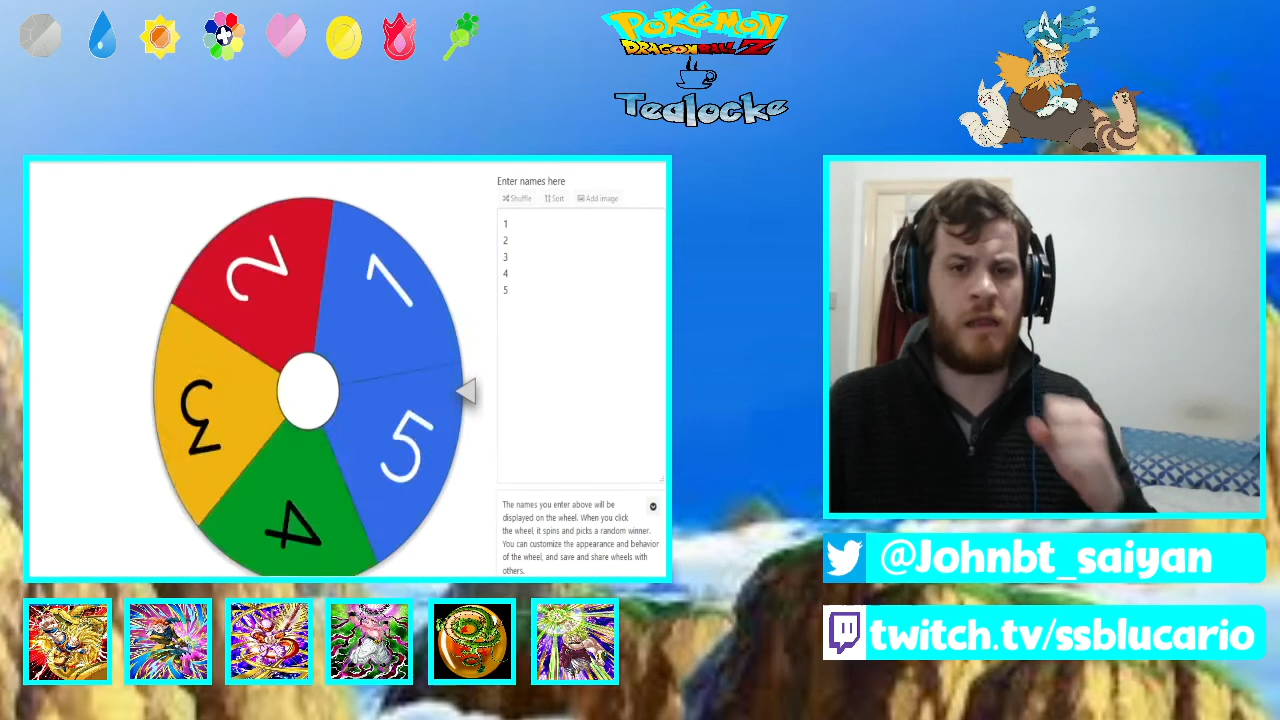 POKéMON
DRAGON BALL Z
Tealocke
Enter names here
Shuffle Sort Add image
1
2
3
4
5
1
2
3
4
5
The names you enter above will be
displayed on the wheel. When you click
the wheel, it spins and picks a random winner.
You can customize the appearance and behavior
of the wheel, and save and share wheels with
others.
@Johnbt_saiyan
twitch.tv/ssblucario